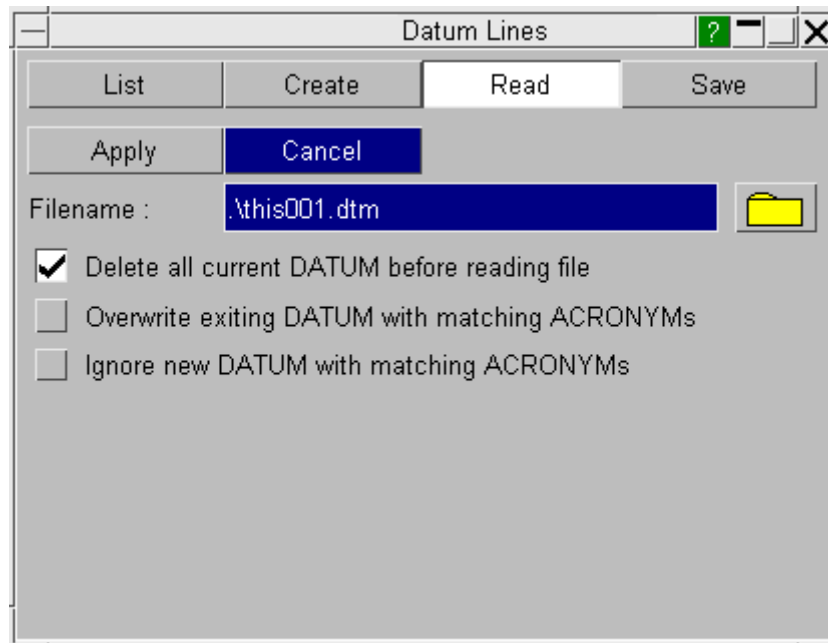 Datum Lines ?
List Create Read Save
Apply Cancel
Filename : .\this001.dtm
Delete all current DATUM before reading file
Overwrite exiting DATUM with matching ACRONYMs
Ignore new DATUM with matching ACRONYMs